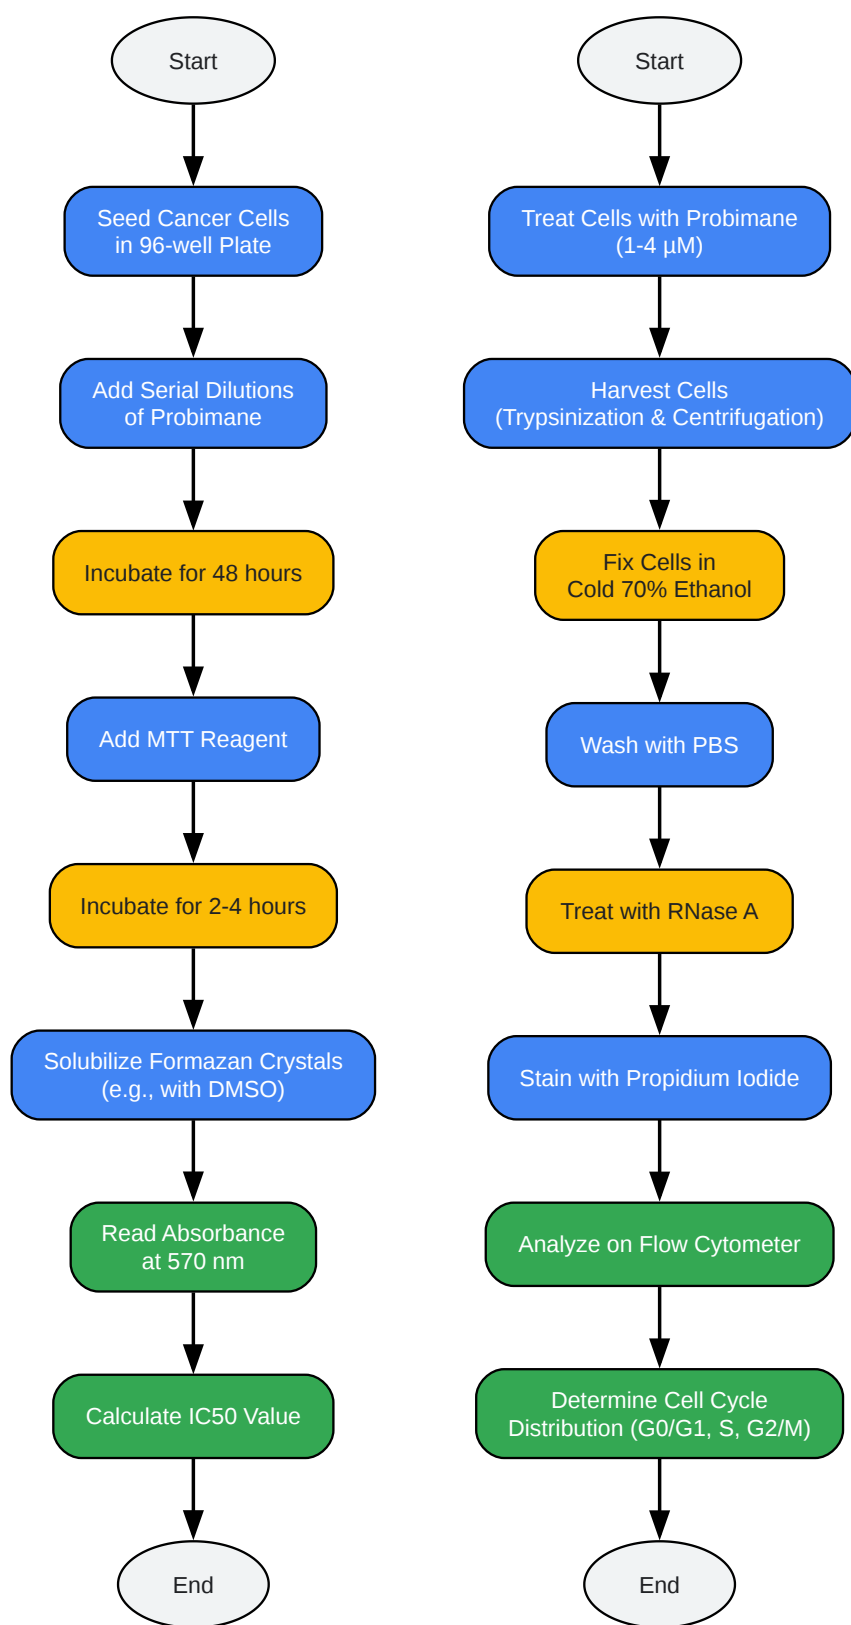 Start
Seed Cancer Cells
in 96-well Plate
Add Serial Dilutions
of Probimane
Incubate for 48 hours
Add MTT Reagent
Incubate for 2-4 hours
Solubilize Formazan Crystals
(e.g., with DMSO)
Read Absorbance
at 570 nm
Calculate IC50 Value
End
Start
Treat Cells with Probimane
(1-4 µM)
Harvest Cells
(Trypsinization & Centrifugation)
Fix Cells in
Cold 70% Ethanol
Wash with PBS
Treat with RNase A
Stain with Propidium Iodide
Analyze on Flow Cytometer
Determine Cell Cycle
Distribution (G0/G1, S, G2/M)
End